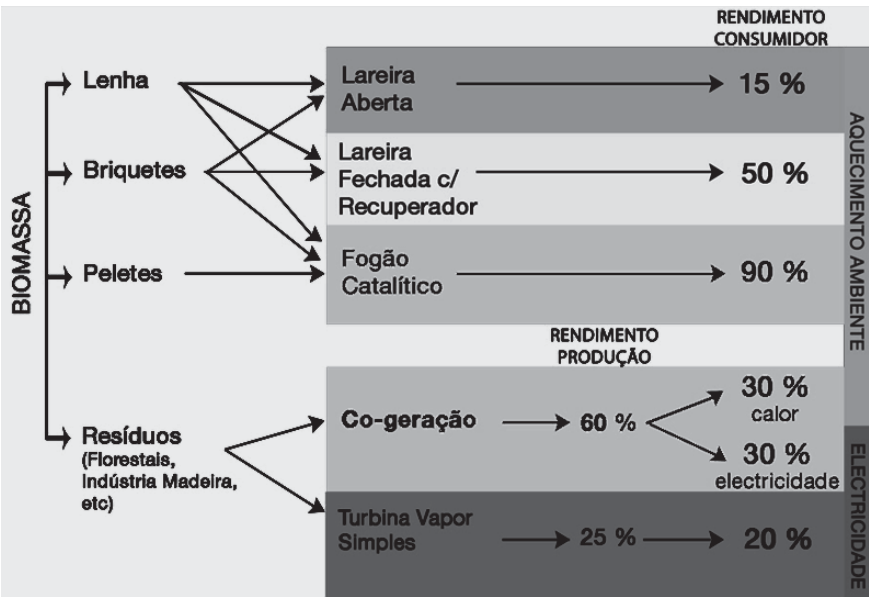 RENDIMENTO
CONSUMIDOR
BIOMASSA
Lenha
Lareira
Aberta
15 %
Briquetes
Lareira
Fechada c/
Recuperador
50 %
Peletes
Fogão
Catalítico
90 %
AQUECIMENTO AMBIENTE
RENDIMENTO
PRODUÇÃO
Resíduos
(Florestais,
Indústria Madeira,
etc)
Co-geração
60 %
30 %
calor
30 %
electricidade
Turbina Vapor
Simples
25 %
20 %
ELECTRICIDADE